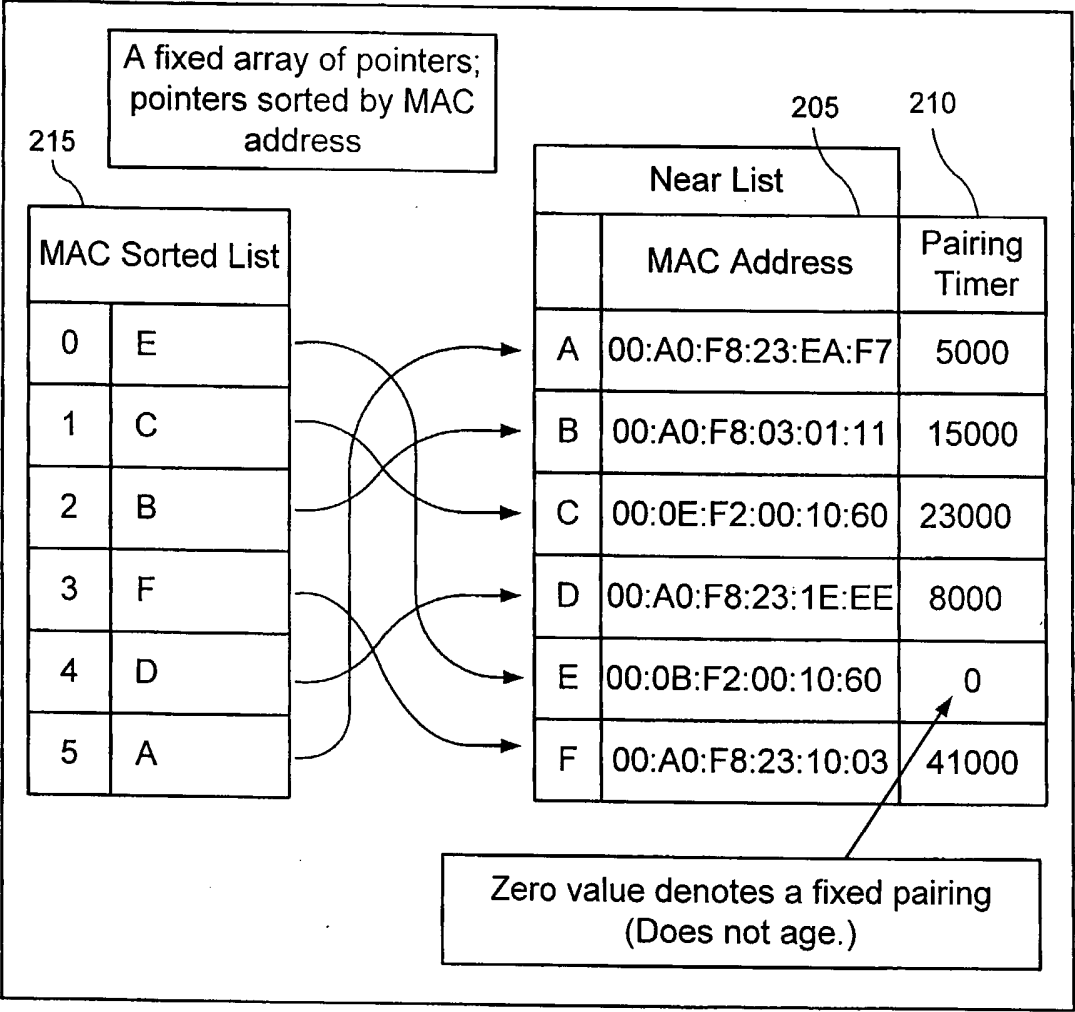 A fixed array of pointers;
pointers sorted by MAC
address
215
MAC Sorted List
0 E
1 C
2 B
3 F
4 D
5 A
205
210
Near List
MAC Address
Pairing
Timer
A 00:A0:F8:23:EA:F7 5000
B 00:A0:F8:03:01:11 15000
C 00:0E:F2:00:10:60 23000
D 00:A0:F8:23:1E:EE 8000
E 00:0B:F2:00:10:60 0
F 00:A0:F8:23:10:03 41000
Zero value denotes a fixed pairing
(Does not age.)